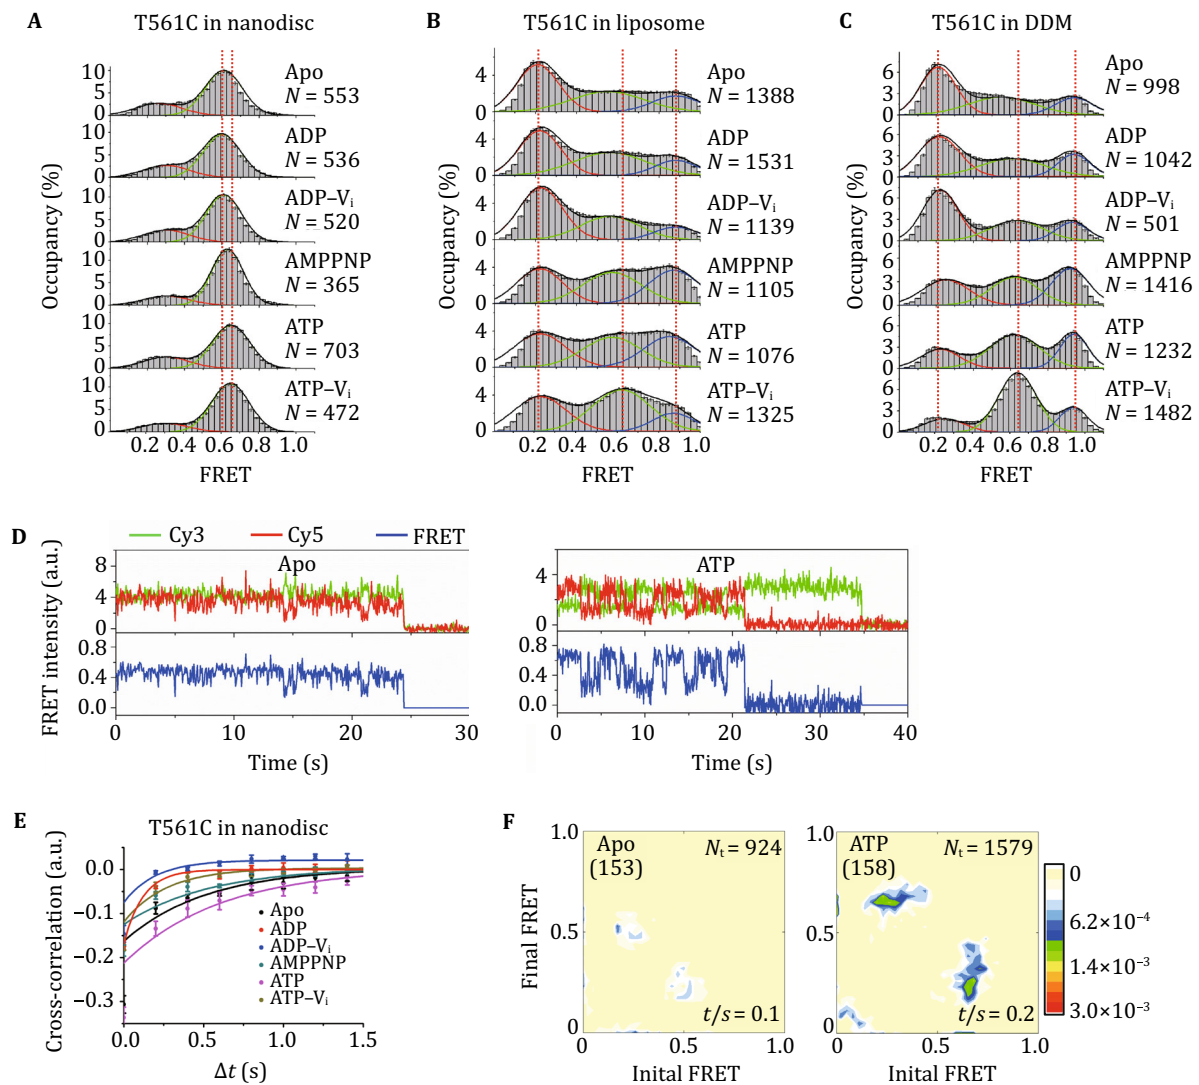 A T561C in nanodisc
Occupancy (%)
10
5
0
Apo
N = 553
10
5
0
ADP
N = 536
10
5
0
ADP–Vi
N = 520
10
5
0
AMPPNP
N = 365
10
5
0
ATP
N = 703
10
5
0
ATP–Vi
N = 472
0.2 0.4 0.6 0.8 1.0
FRET
B T561C in liposome
Occupancy (%)
4
0
Apo
N = 1388
4
0
ADP
N = 1531
4
0
ADP–Vi
N = 1139
4
0
AMPPNP
N = 1105
4
0
ATP
N = 1076
4
0
ATP–Vi
N = 1325
0.2 0.4 0.6 0.8 1.0
FRET
C T561C in DDM
Occupancy (%)
6
3
0
Apo
N = 998
6
3
0
ADP
N = 1042
6
3
0
ADP–Vi
N = 501
6
3
0
AMPPNP
N = 1416
6
3
0
ATP
N = 1232
6
3
0
ATP–Vi
N = 1482
0.2 0.4 0.6 0.8 1.0
FRET
D
Cy3 Cy5 FRET
FRET intensity (a.u.)
Apo
8
4
0
0.8
0.4
0.0
0 10 20 30
Time (s)
ATP
4
0
0.8
0.4
0.0
0 10 20 30 40
Time (s)
E T561C in nanodisc
Cross-correlation (a.u.)
0.0
−0.1
−0.2
−0.3
Apo
ADP
ADP–Vi
AMPPNP
ATP
ATP–Vi
0.0 0.5 1.0 1.5
Δt (s)
F
Final FRET
1.0
0.5
0
Apo
(153)
Nt = 924
t/s = 0.1
0.5 1.0
Inital FRET
1.0
0.5
0
ATP
(158)
Nt = 1579
t/s = 0.2
0 0.5 1.0
Inital FRET
0
6.2×10⁻⁴
1.4×10⁻³
3.0×10⁻³